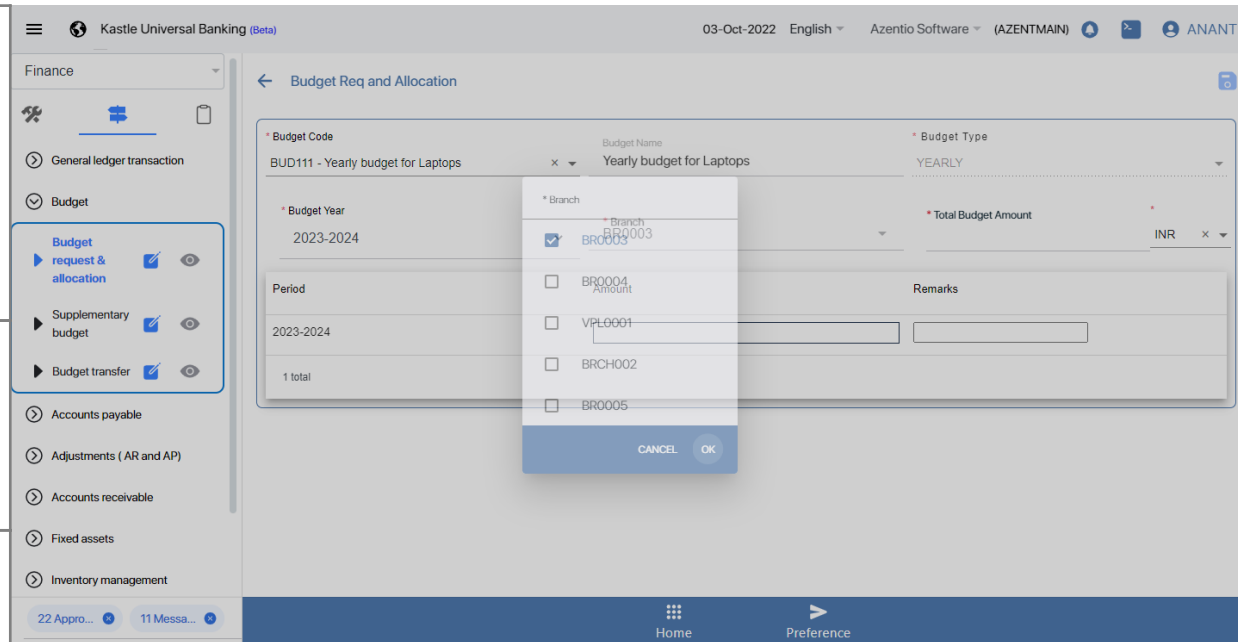 Kastle Universal Banking (Beta)
03-Oct-2022 English Azentio Software (AZENTMAIN) ANANT
Finance
General ledger transaction
Budget
Budget
request &
allocation
Supplementary
budget
Budget transfer
Accounts payable
Adjustments ( AR and AP)
Accounts receivable
Fixed assets
Inventory management
22 Appro... 11 Messa...
Budget Req and Allocation
* Budget Code
BUD111 - Yearly budget for Laptops
Budget Name
Yearly budget for Laptops
* Budget Type
YEARLY
* Budget Year
2023-2024
* Branch
BR0003
* Total Budget Amount
*
INR
Period
Amount
Remarks
2023-2024
1 total
* Branch
BR0003
BR0004
VPL0001
BRCH002
BR0005
CANCEL OK
Home
Preference